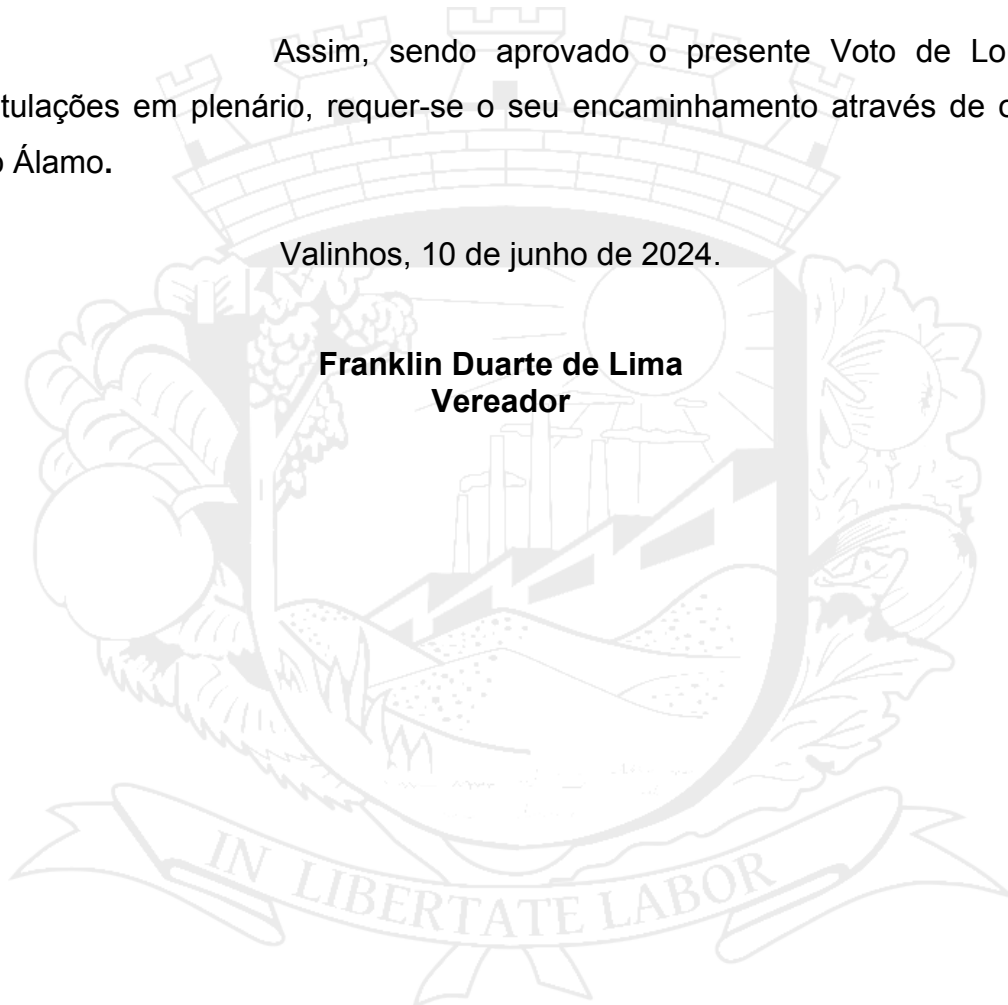 Assim, sendo aprovado o presente Voto de Lo
tulações em plenário, requer-se o seu encaminhamento através de
o Álamo.
Valinhos, 10 de junho de 2024.
Franklin Duarte de Lima
Vereador
IN LIBERTATE LABOR